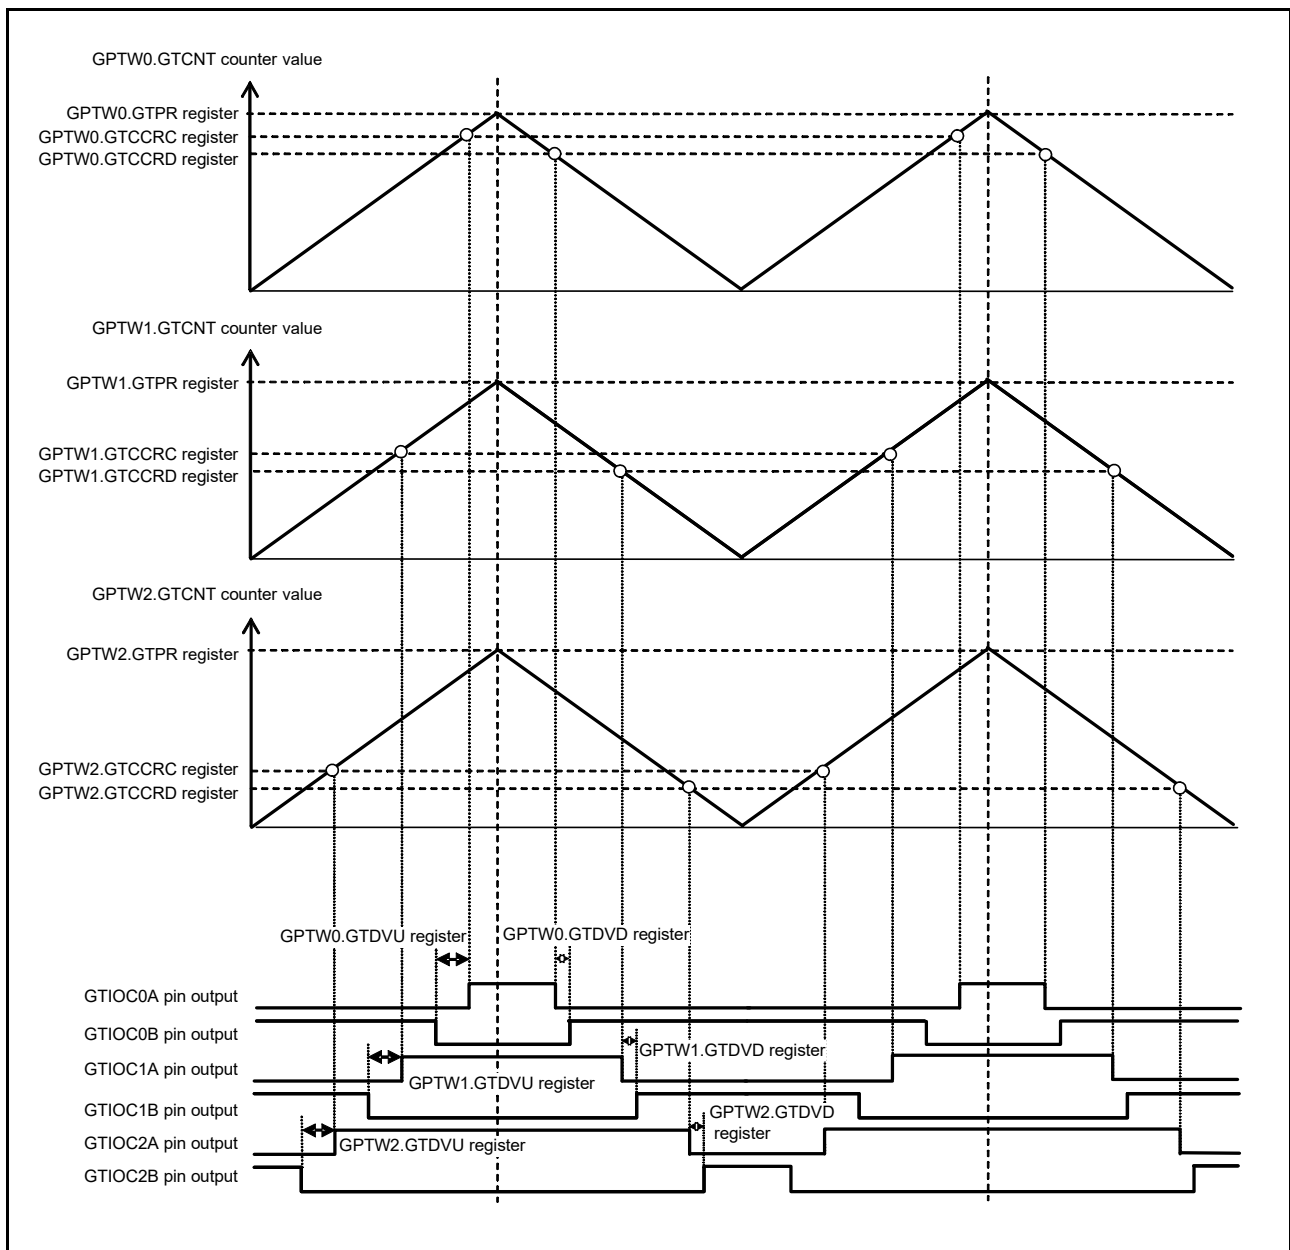 GPTW0.GTCNT counter value
GPTW0.GTPR register
GPTW0.GTCCRC register
GPTW0.GTCCRD register
GPTW1.GTCNT counter value
GPTW1.GTPR register
GPTW1.GTCCRC register
GPTW1.GTCCRD register
GPTW2.GTCNT counter value
GPTW2.GTPR register
GPTW2.GTCCRC register
GPTW2.GTCCRD register
GPTW0.GTDVU register
GPTW0.GTDVD register
GTIOC0A pin output
GTIOC0B pin output
GPTW1.GTDVD register
GTIOC1A pin output
GPTW1.GTDVU register
GTIOC1B pin output
GPTW2.GTDVD
register
GTIOC2A pin output
GPTW2.GTDVU register
GTIOC2B pin output